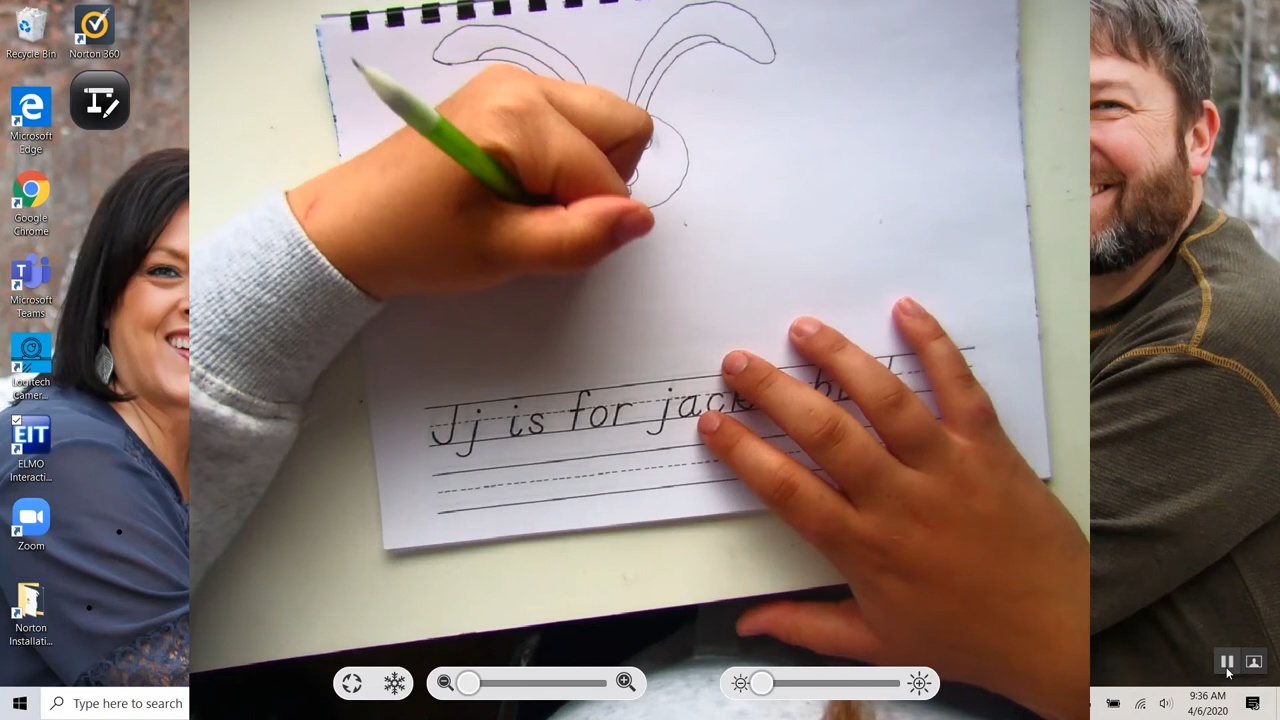 Recycle Bin
Norton 360
Microsoft Edge
Google Chrome
Microsoft Teams
Logitech Camer...
EIT
ELMO Interacti...
Zoom
Norton Installati...
Jj is for
Type here to search
9:36 AM
4/6/2020